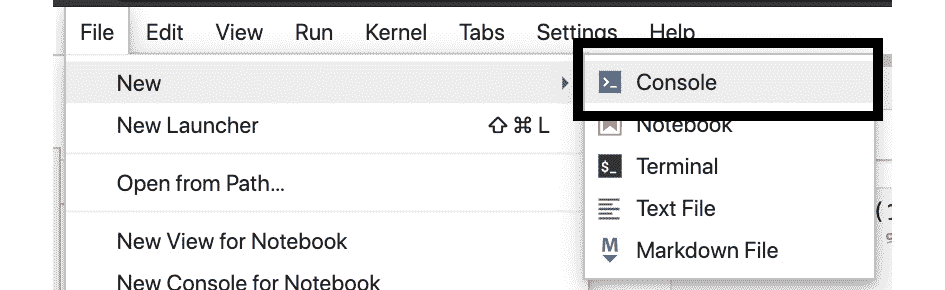 File Edit View Run Kernel Tabs Settings Help
New
New Launcher ⇧ ⌘ L
Open from Path...
New View for Notebook
New Console for Notebook
Console
Notebook
Terminal
Text File
Markdown File